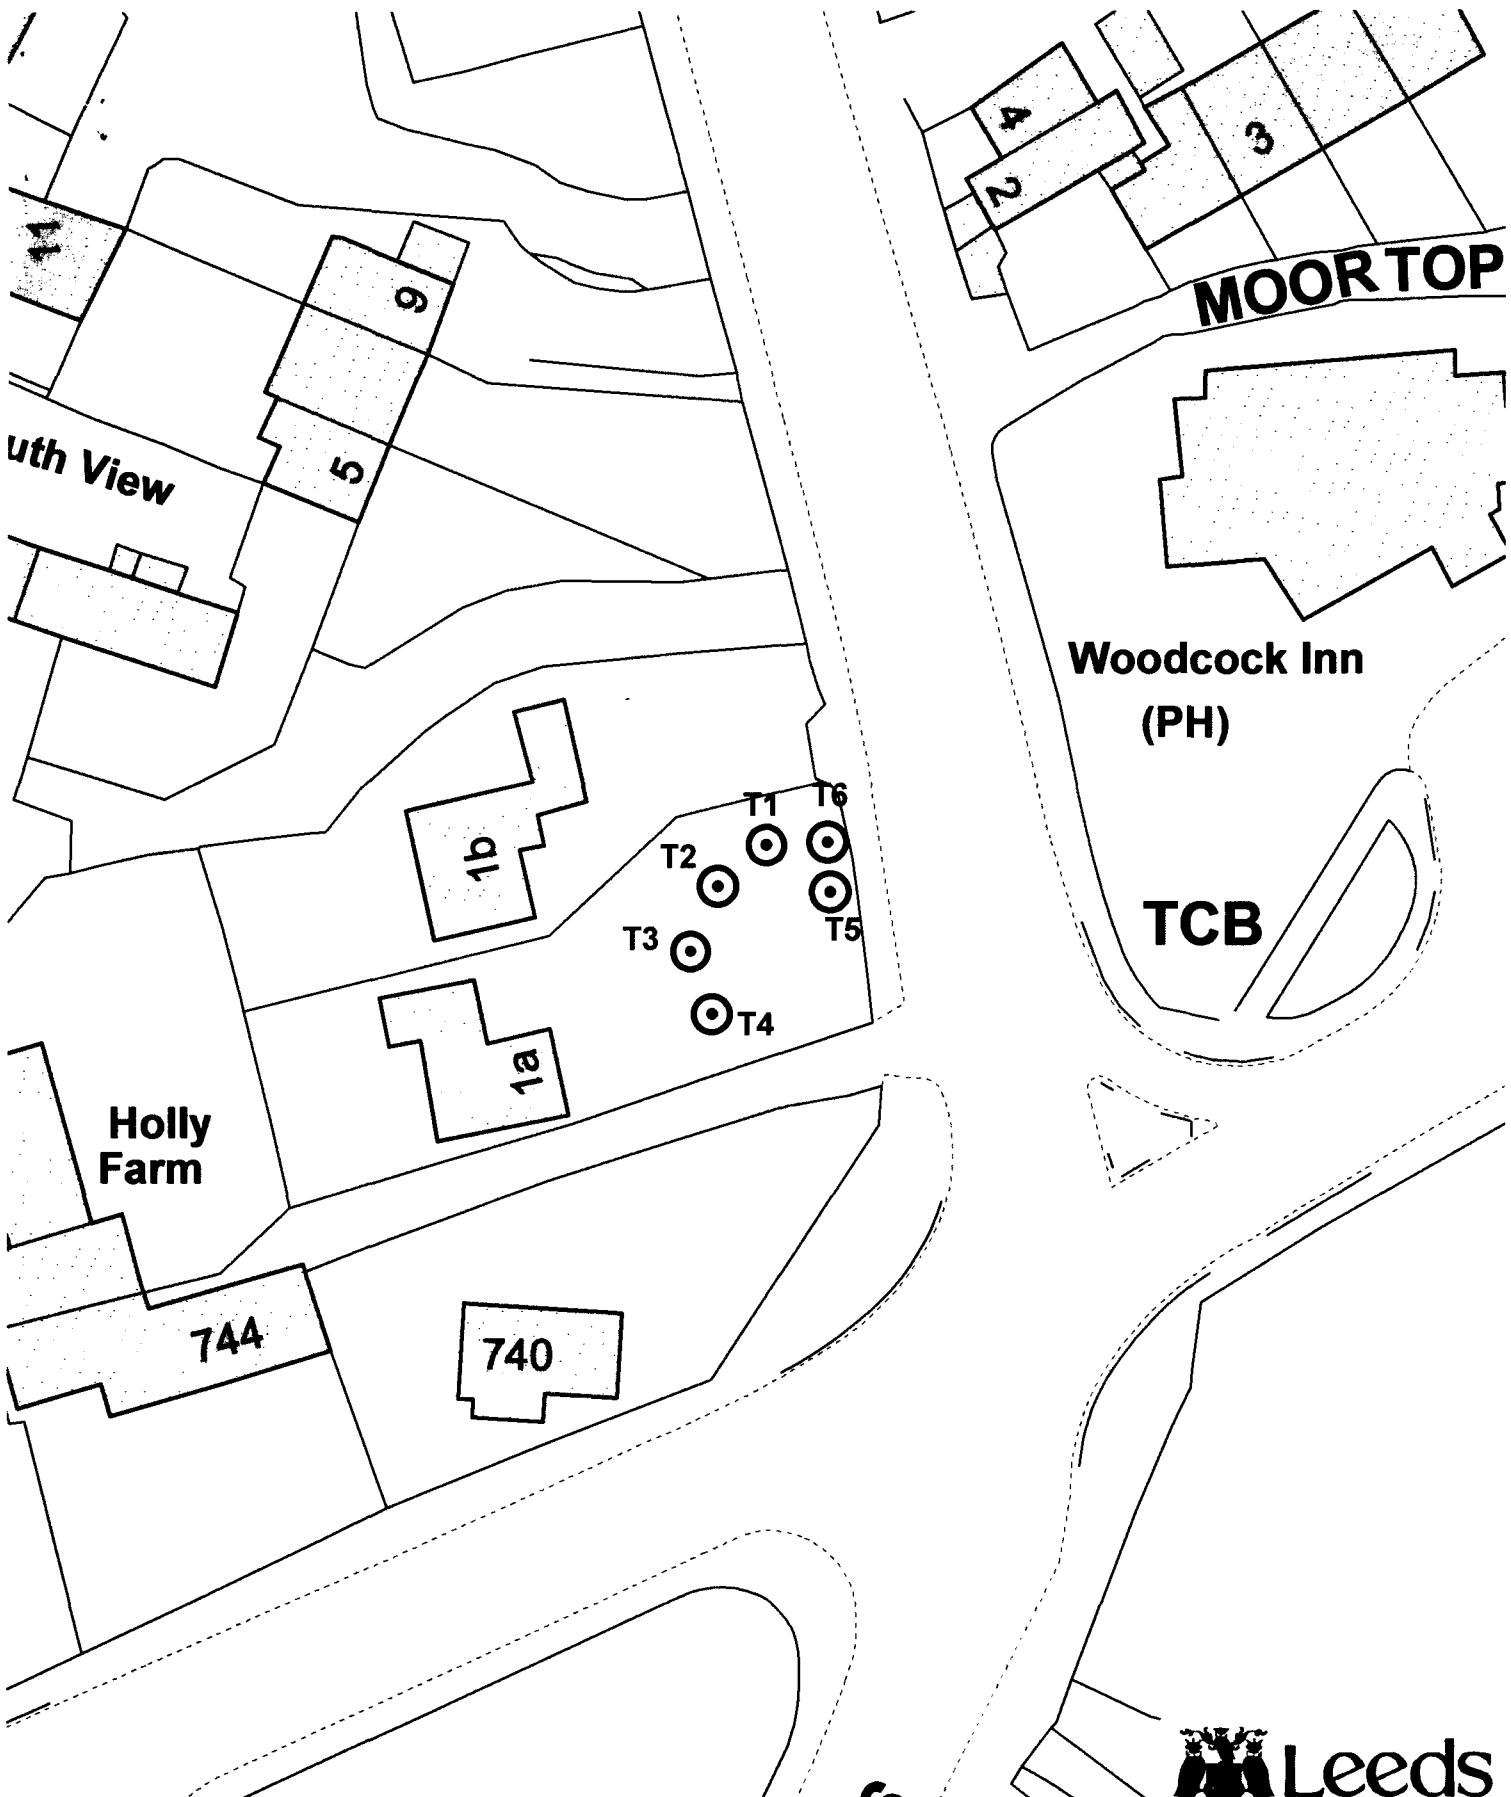 4
3
2
11
MOOR TOP
9
5
uth View
Woodcock Inn
(PH)
T1
T6
T2
1b
T5
T3
TCB
T4
1a
Holly
Farm
744
740
Leeds